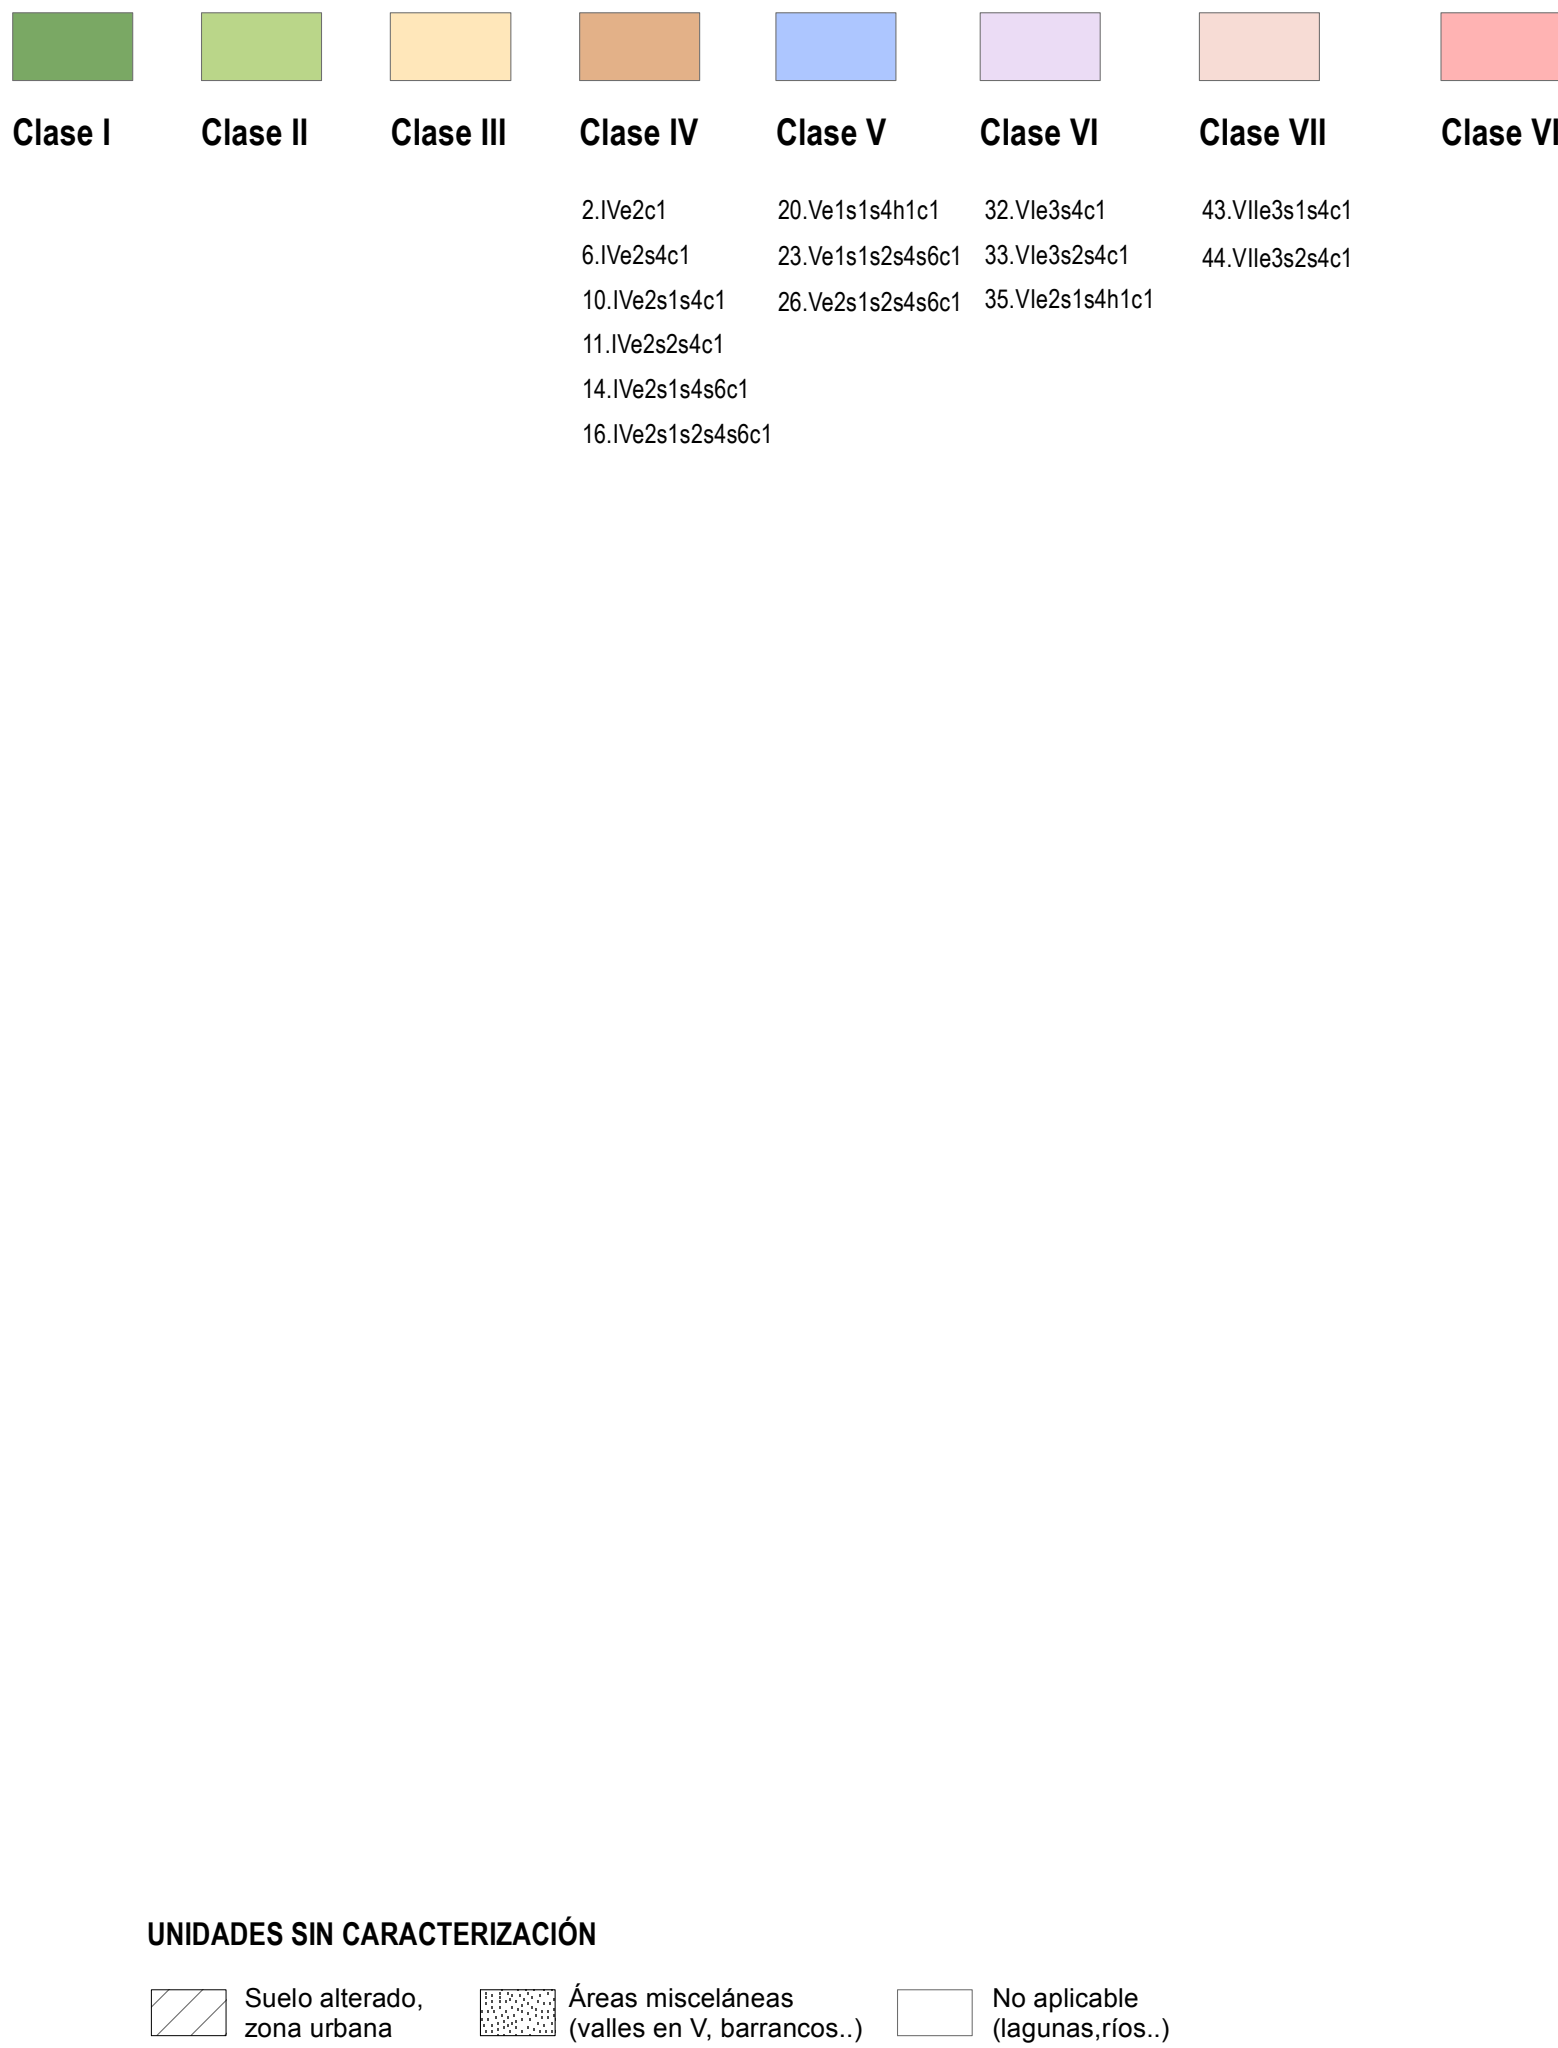 Clase I
Clase II
Clase III
Clase IV
Clase V
Clase VI
Clase VII
Clase VI
2.IVe2c1
6.IVe2s4c1
10.IVe2s1s4c1
11.IVe2s2s4c1
14.IVe2s1s4s6c1
16.IVe2s1s2s4s6c1
20.Ve1s1s4h1c1
23.Ve1s1s2s4s6c1
26.Ve2s1s2s4s6c1
32.VIe3s4c1
33.VIe3s2s4c1
35.VIe2s1s4h1c1
43.VIIe3s1s4c1
44.VIIe3s2s4c1
UNIDADES SIN CARACTERIZACIÓN
Suelo alterado,
zona urbana
Áreas misceláneas
(valles en V, barrancos..)
No aplicable
(lagunas,ríos..)